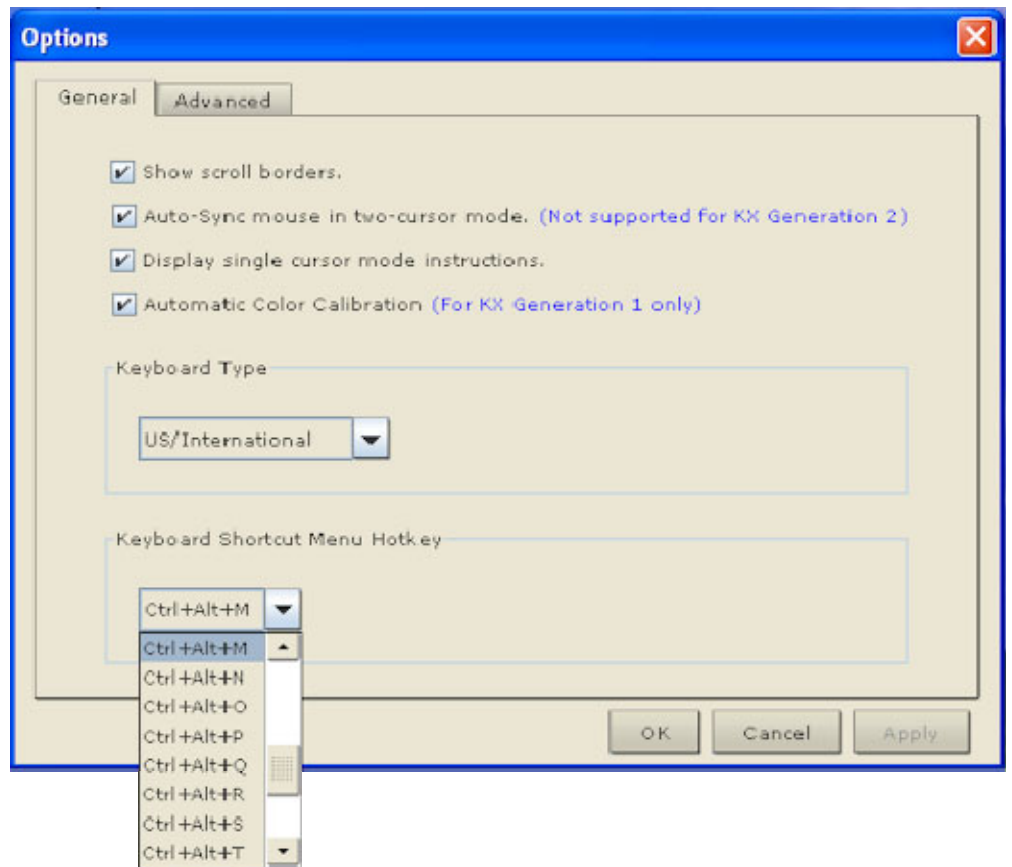 Options
General Advanced
Show scroll borders.
Auto-Sync mouse in two-cursor mode. (Not supported for KX Generation 2)
Display single cursor mode instructions.
Automatic Color Calibration (For KX Generation 1 only)
Keyboard Type
US/International
Keyboard Shortcut Menu Hotkey
Ctrl+Alt+M
Ctrl+Alt+M
Ctrl+Alt+N
Ctrl+Alt+O
Ctrl+Alt+P
Ctrl+Alt+Q
Ctrl+Alt+R
Ctrl+Alt+S
Ctrl+Alt+T
OK Cancel Apply